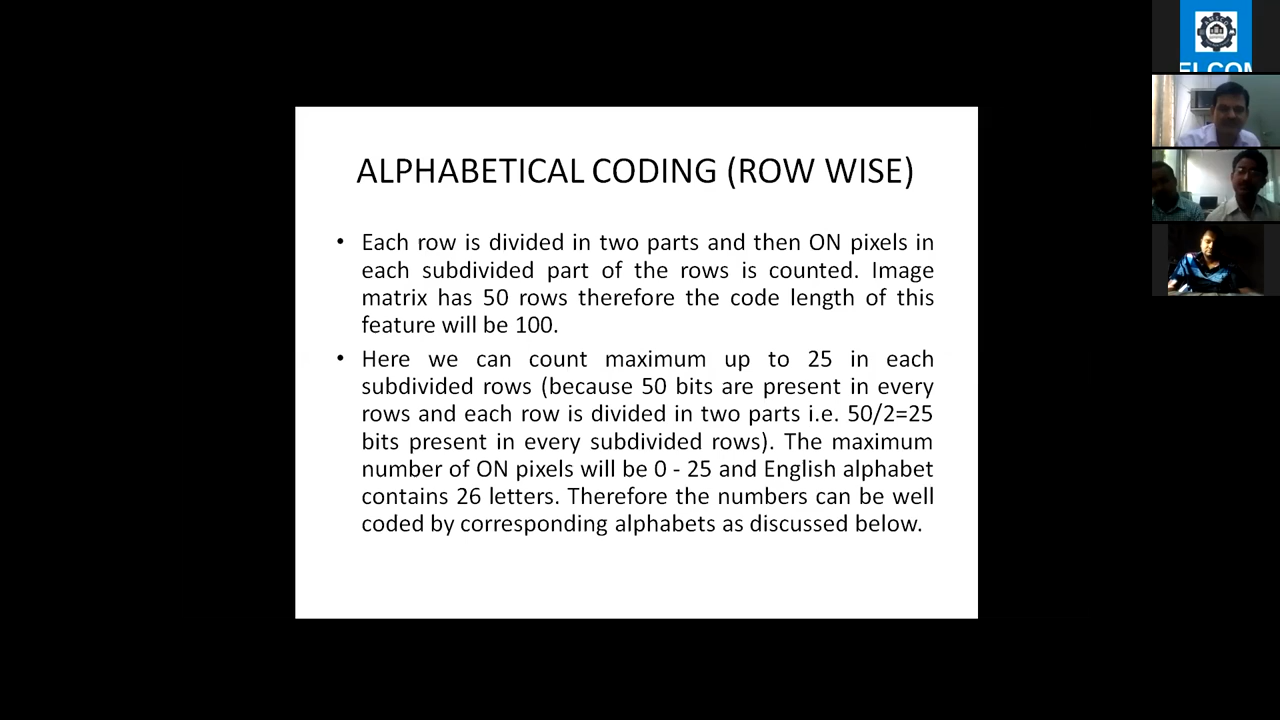 ALPHABETICAL CODING (ROW WISE)
• Each row is divided in two parts and then ON pixels in
each subdivided part of the rows is counted. Image
matrix has 50 rows therefore the code length of this
feature will be 100.
• Here we can count maximum up to 25 in each
subdivided rows (because 50 bits are present in every
rows and each row is divided in two parts i.e. 50/2=25
bits present in every subdivided rows). The maximum
number of ON pixels will be 0 - 25 and English alphabet
contains 26 letters. Therefore the numbers can be well
coded by corresponding alphabets as discussed below.